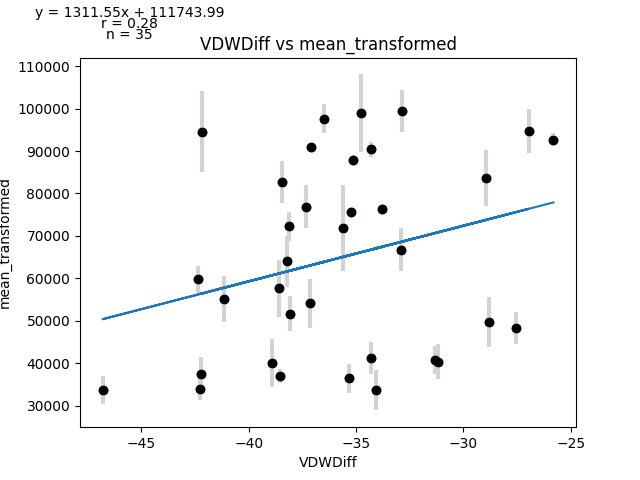 y = 1311.55x + 111743.99
r = 0.28
n = 35
VDWDiff vs mean_transformed
110000
100000
90000
80000
70000
60000
50000
40000
30000
mean_transformed
−45
−40
−35
−30
−25
VDWDiff